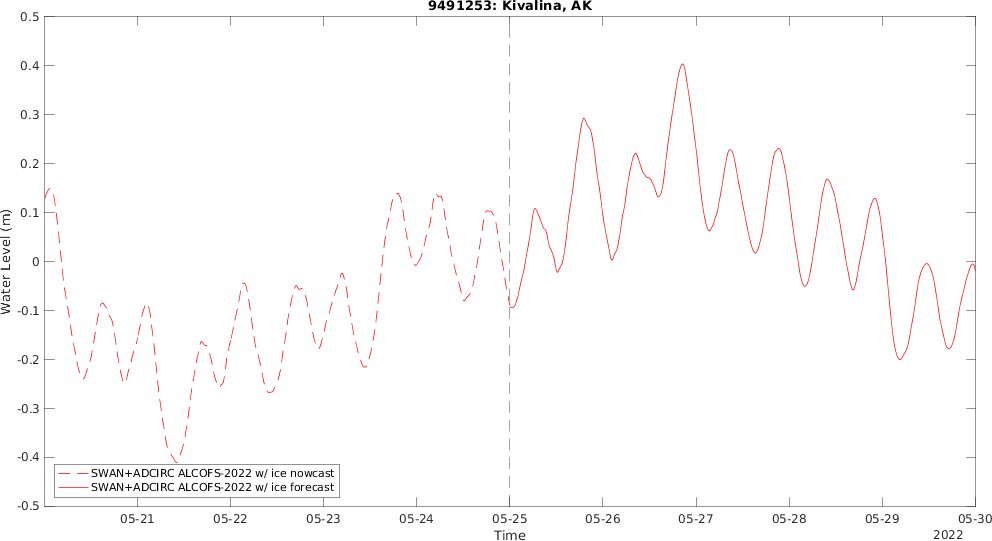 9491253: Kivalina, AK
0.5
0.4
0.3
0.2
0.1
0
-0.1
-0.2
-0.3
-0.4
-0.5
Water Level (m)
SWAN+ADCIRC ALCOFS-2022 w/ ice nowcast
SWAN+ADCIRC ALCOFS-2022 w/ ice forecast
05-21 05-22 05-23 05-24 05-25 05-26 05-27 05-28 05-29 05-30
Time
2022